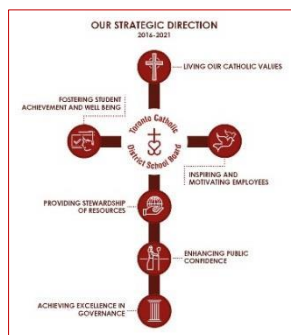 OUR STRATEGIC DIRECTION
2016-2021
LIVING OUR CATHOLIC VALUES
FOSTERING STUDENT
ACHIEVEMENT AND WELL BEING
Toronto Catholic
District School Board
INSPIRING AND
MOTIVATING EMPLOYEES
PROVIDING STEWARDSHIP
OF RESOURCES
ENHANCING PUBLIC
CONFIDENCE
ACHIEVING EXCELLENCE IN
GOVERNANCE